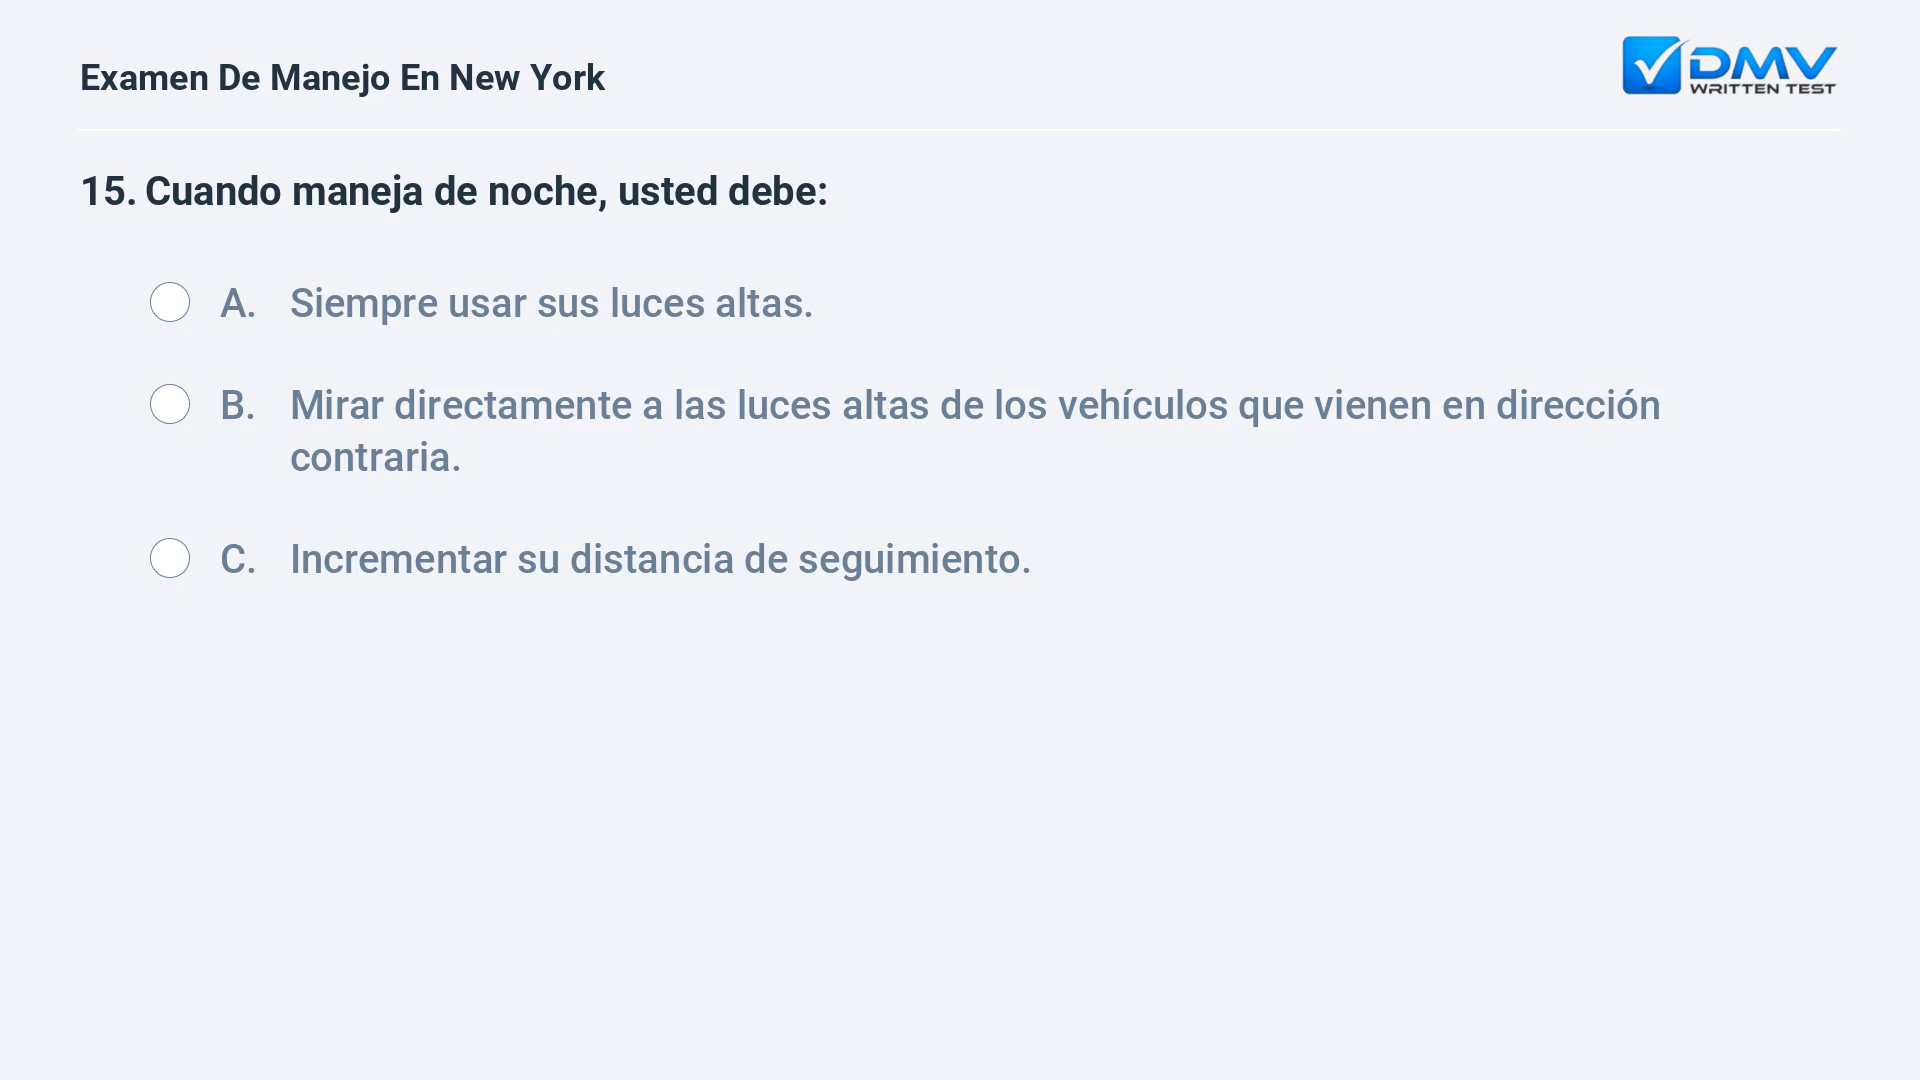 Examen De Manejo En New York
DMV
WRITTEN TEST
15. Cuando maneja de noche, usted debe:
A. Siempre usar sus luces altas.
B. Mirar directamente a las luces altas de los vehículos que vienen en dirección
contraria.
C. Incrementar su distancia de seguimiento.